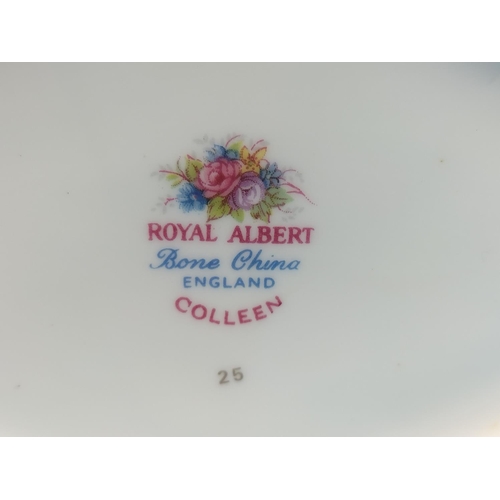 ROYAL ALBERT
Bone China
ENGLAND
COLLEEN
25